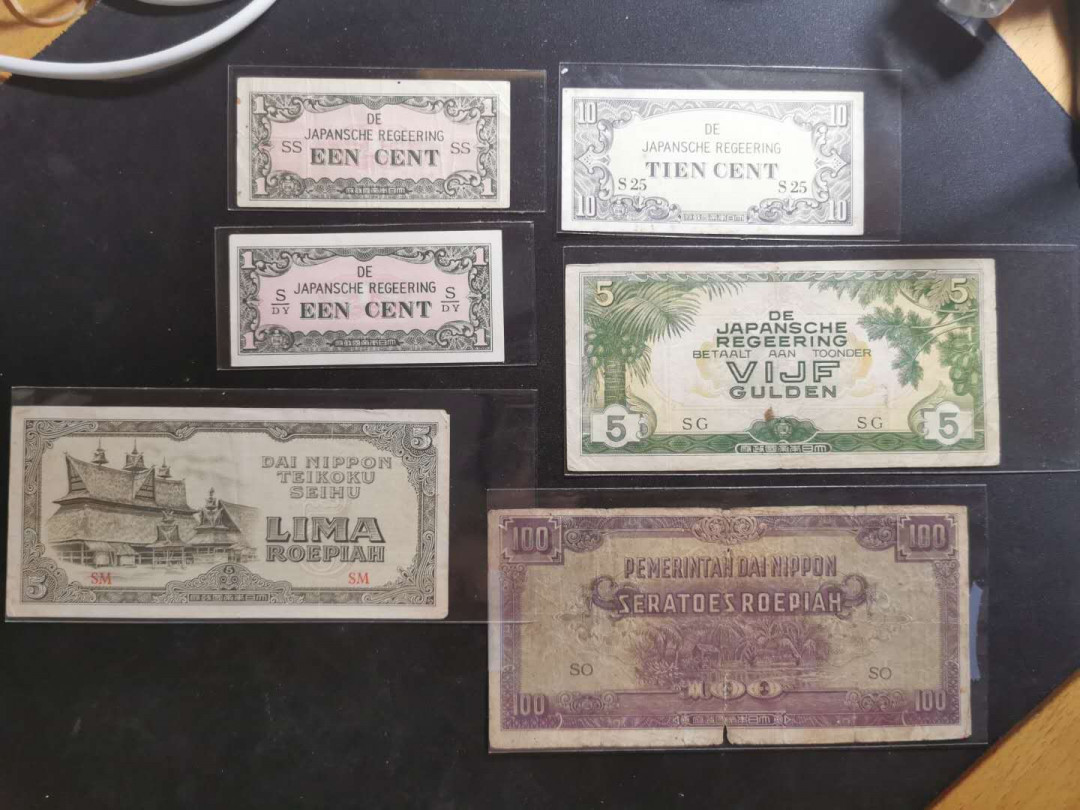 1 1
DE
JAPANSCHE REGEERING
SS EEN CENT SS
1 1
10 10
DE
JAPANSCHE REGEERING
TIEN CENT
S 25 S 25
10 10
1 1
DE
JAPANSCHE REGEERING
S/DY EEN CENT S/DY
1 1
5 5
DE
JAPANSCHE
REGEERING
BETAALT AAN TOONDER
VIJF
GULDEN
SG SG
5 5
5
DAI NIPPON
TEIKOKU
SEIHU
LIMA
ROEPIAH
SM SM
5
100 100
PEMERINTAH DAI NIPPON
SERATOES ROEPIAH
SO SO
100
100 100